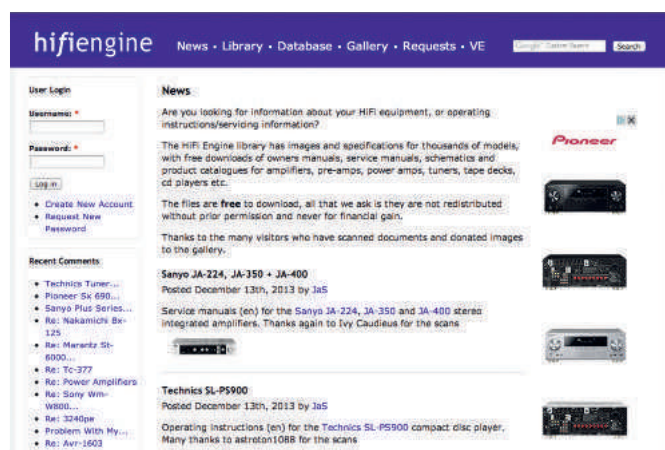 hifiengine
News • Library • Database • Gallery • Requests • VE
Search
User Login
Username: *
Password: *
Log in
• Create New Account
• Request New
Password
Recent Comments
• Technics Tuner...
• Pioneer Sx 690...
• Sanyo Plus Series...
• Re: Nakamichi Bx-
125
• Re: Marantz St-
6000...
• Re: Tc-377
• Re: Power Amplifiers
• Re: Sony Wm-
W800...
• Re: 3240pe
• Problem With My...
• Re: Avr-1603
News
Are you looking for information about your HiFi equipment, or operating
instructions/servicing information?
The HiFi Engine library has images and specifications for thousands of models,
with free downloads of owners manuals, service manuals, schematics and
product catalogues for amplifiers, pre-amps, power amps, tuners, tape decks,
cd players etc.
The files are free to download, all that we ask is they are not redistributed
without prior permission and never for financial gain.
Thanks to the many visitors who have scanned documents and donated images
to the gallery.
Sanyo JA-224, JA-350 + JA-400
Posted December 13th, 2013 by JaS
Service manuals (en) for the Sanyo JA-224, JA-350 and JA-400 stereo
integrated amplifiers. Thanks again to Ivy Caudieus for the scans
Technics SL-PS900
Posted December 13th, 2013 by JaS
Operating instructions (en) for the Technics SL-PS900 compact disc player.
Many thanks to astroton1088 for the scans
Pioneer